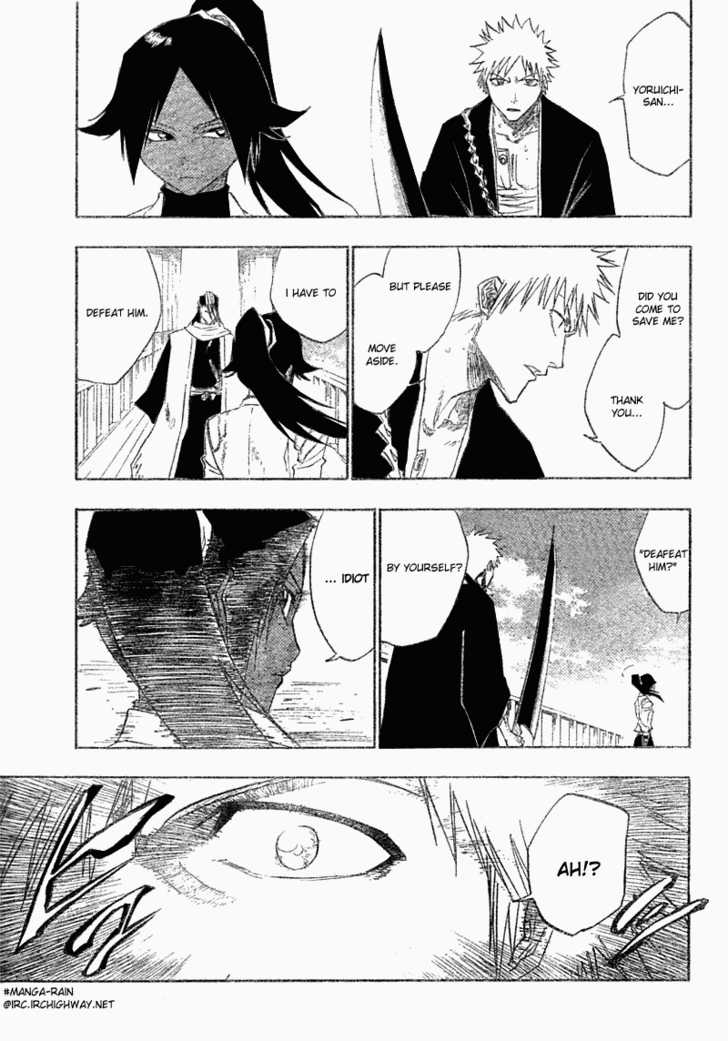 YORUICHI-
SAN...
DID YOU
COME TO
SAVE ME?
THANK
YOU...
BUT PLEASE
MOVE
ASIDE.
I HAVE TO
DEFEAT HIM.
"DEAFEAT
HIM?"
BY YOURSELF?
... IDIOT
AH!?
#MANGA-RAIN
@IRC.IRCHIGHWAY.NET